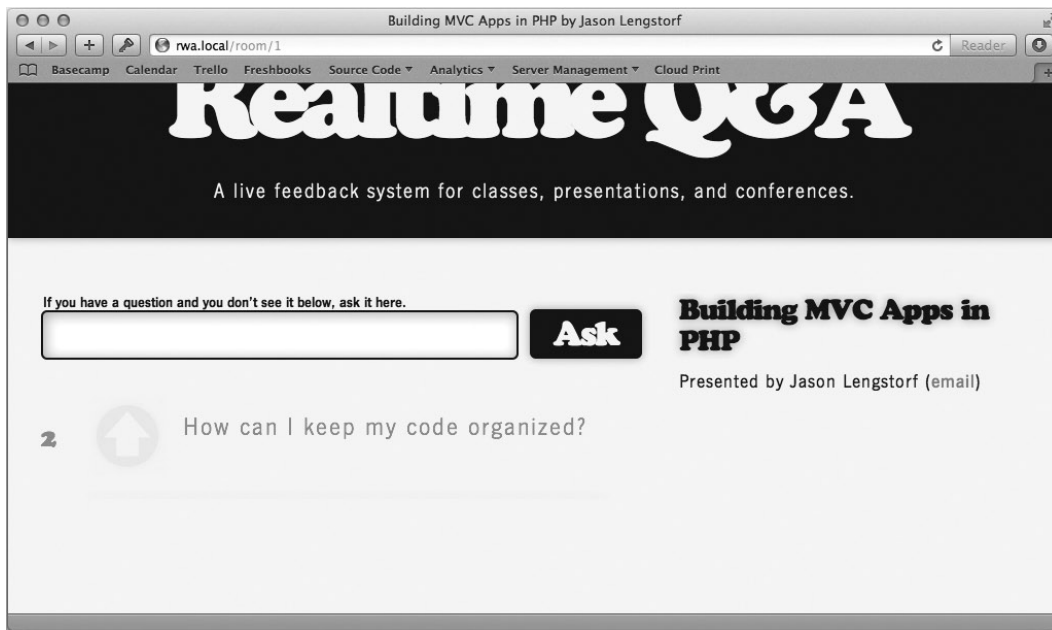 Building MVC Apps in PHP by Jason Lengstorf
rwa.local/room/1
Reader
Basecamp Calendar Trello Freshbooks Source Code Analytics Server Management Cloud Print
Realtime Q&A
A live feedback system for classes, presentations, and conferences.
If you have a question and you don't see it below, ask it here.
Ask
Building MVC Apps in
PHP
Presented by Jason Lengstorf (email)
2
How can I keep my code organized?